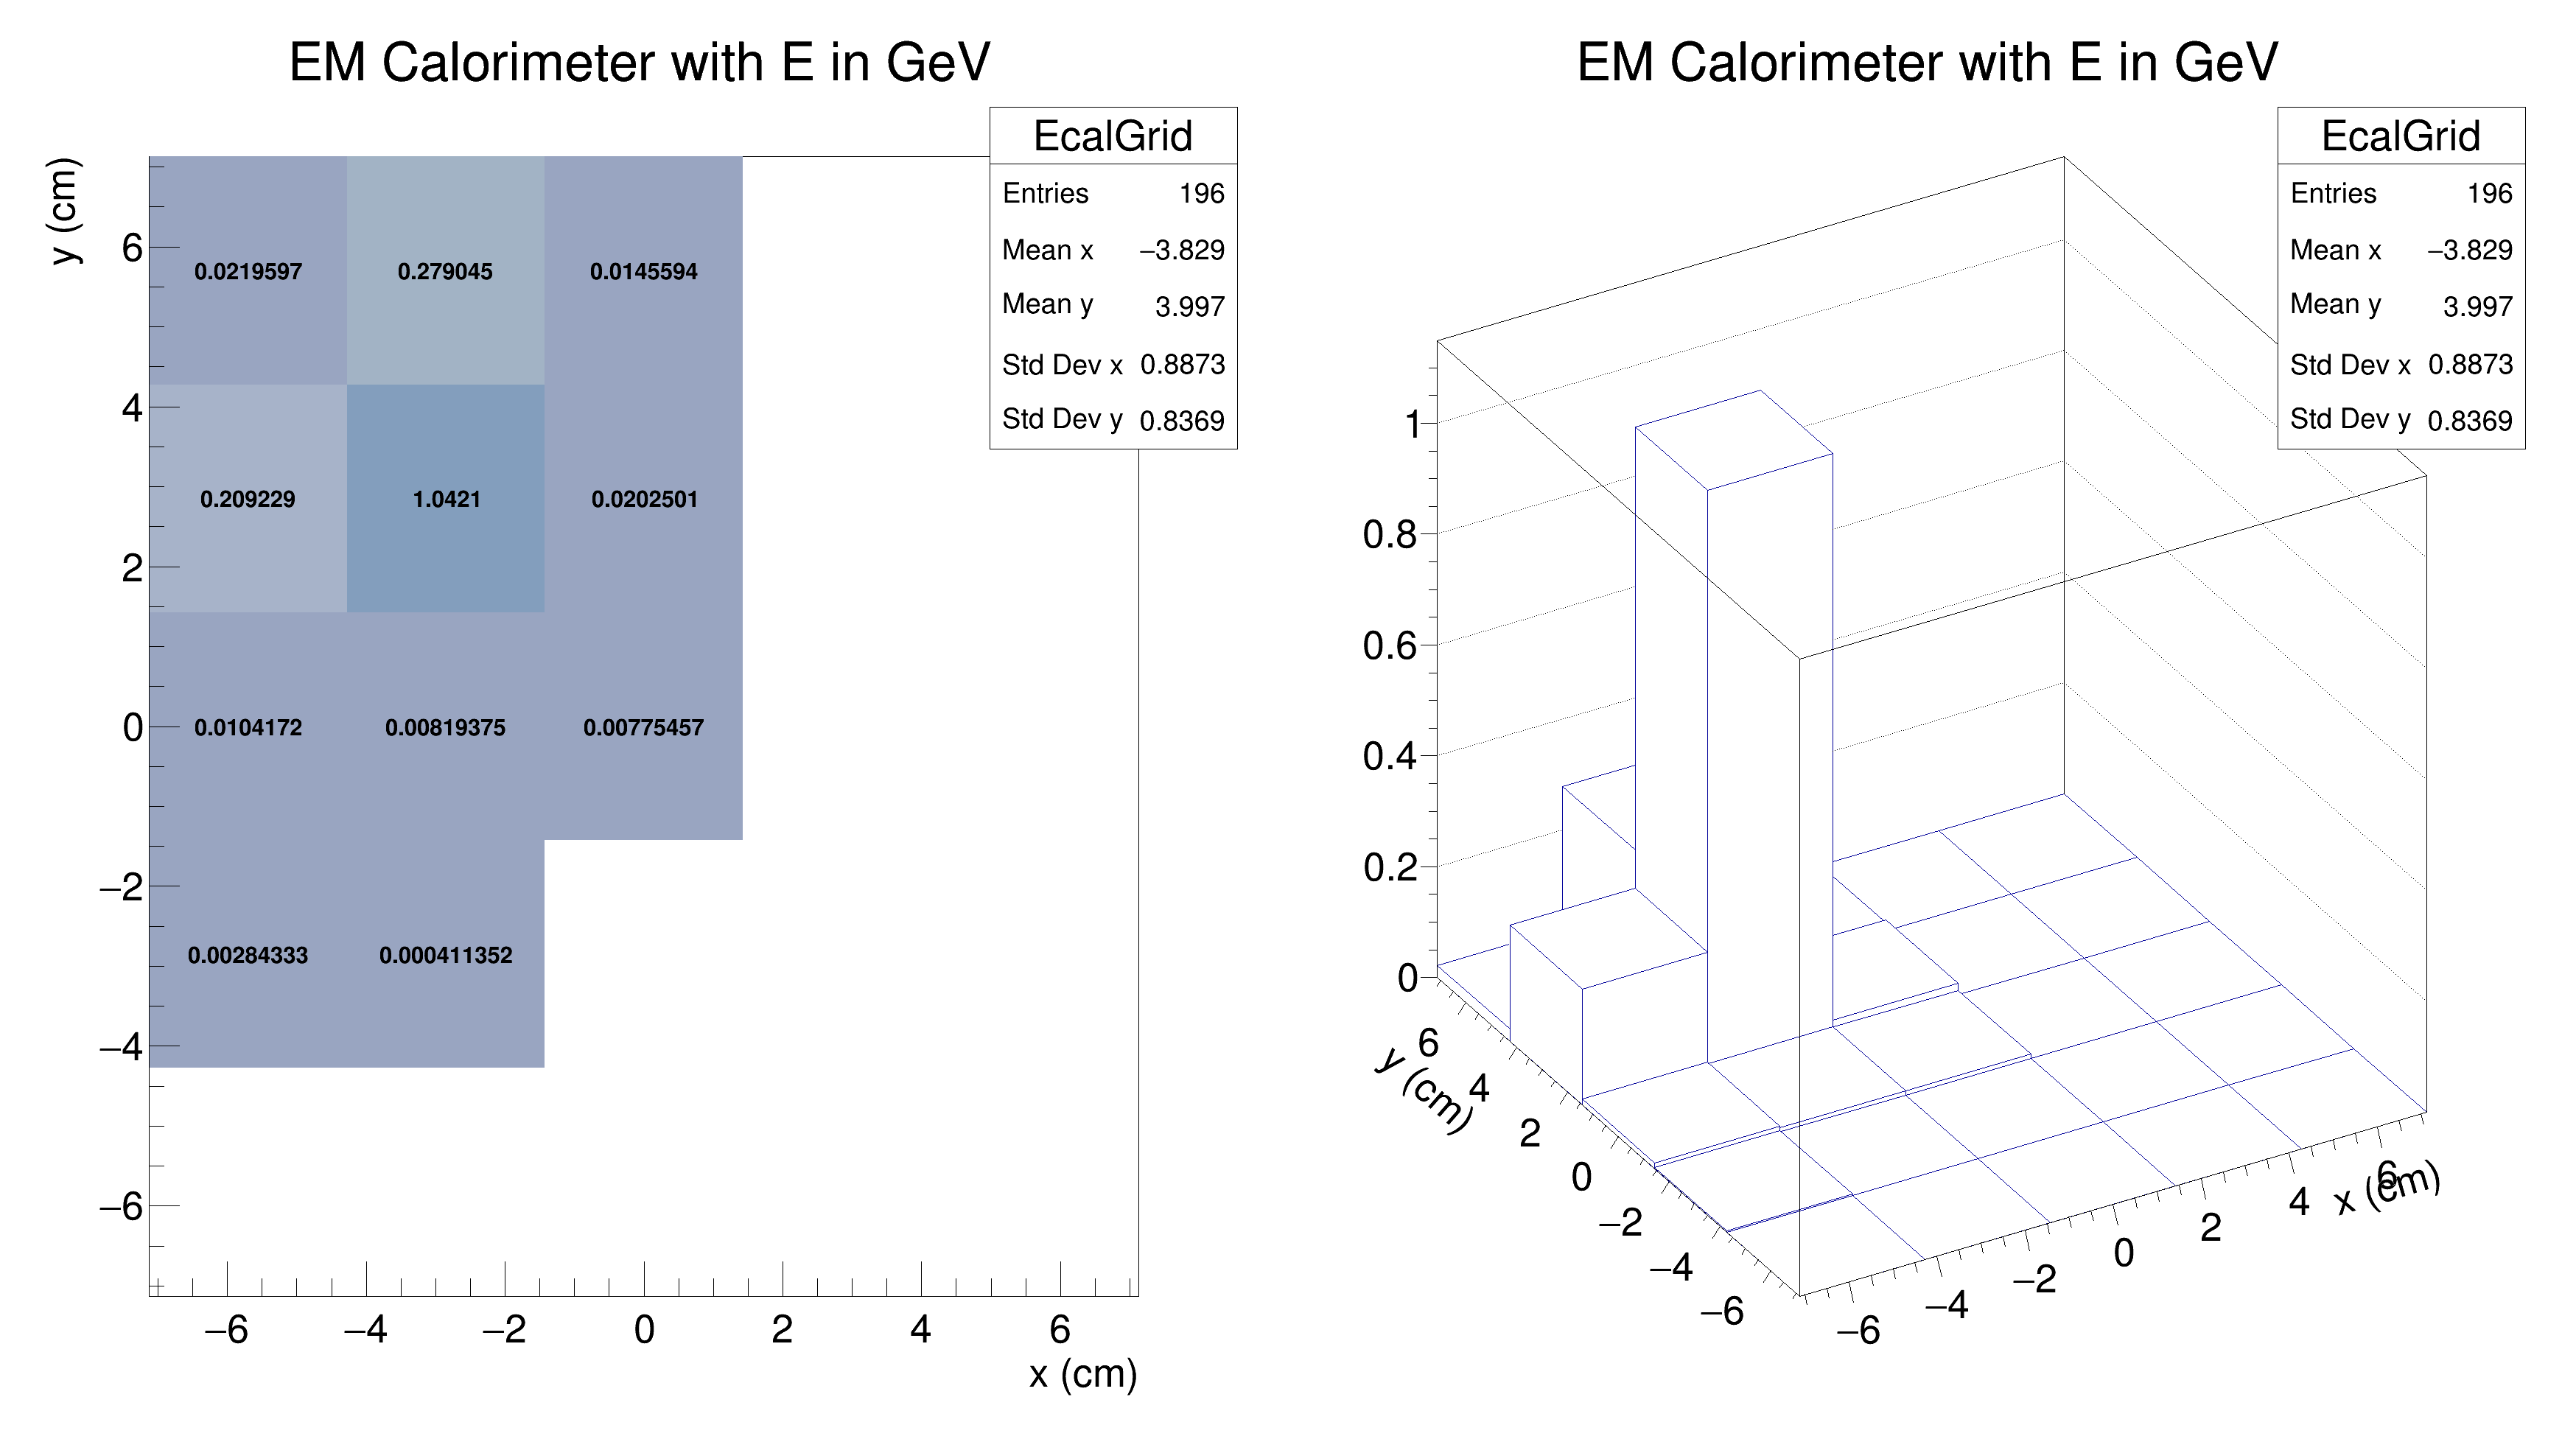 EM Calorimeter with E in GeV
EcalGrid
Entries 196
Mean x −3.829
Mean y 3.997
Std Dev x 0.8873
Std Dev y 0.8369
y (cm)
6
4
2
0
−2
−4
−6
0.0219597 0.279045 0.0145594
0.209229 1.0421 0.0202501
0.0104172 0.00819375 0.00775457
0.00284333 0.000411352
−6 −4 −2 0 2 4 6
x (cm)
EM Calorimeter with E in GeV
EcalGrid
Entries 196
Mean x −3.829
Mean y 3.997
Std Dev x 0.8873
Std Dev y 0.8369
1
0.8
0.6
0.4
0.2
0
y (cm)
6
4
2
0
−2
−4
−6
−6 −4 −2 0 2 4 6
x (cm)